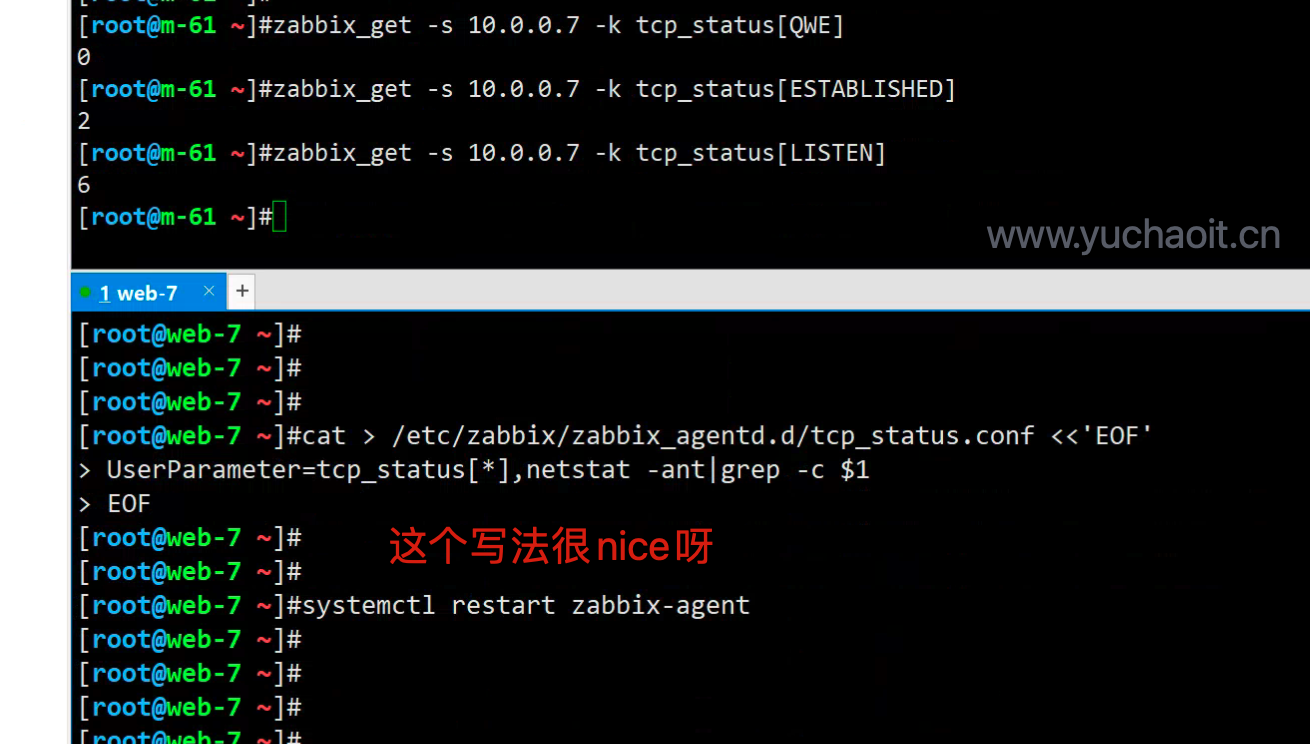 [root@m-61 ~]#
[root@m-61 ~]#zabbix_get -s 10.0.0.7 -k tcp_status[QWE]
0
[root@m-61 ~]#zabbix_get -s 10.0.0.7 -k tcp_status[ESTABLISHED]
2
[root@m-61 ~]#zabbix_get -s 10.0.0.7 -k tcp_status[LISTEN]
6
[root@m-61 ~]#
www.yuchaoit.cn
1 web-7 × +
[root@web-7 ~]#
[root@web-7 ~]#
[root@web-7 ~]#
[root@web-7 ~]#cat > /etc/zabbix/zabbix_agentd.d/tcp_status.conf <<'EOF'
> UserParameter=tcp_status[*],netstat -ant|grep -c $1
> EOF
[root@web-7 ~]#
这个写法很nice呀
[root@web-7 ~]#
[root@web-7 ~]#systemctl restart zabbix-agent
[root@web-7 ~]#
[root@web-7 ~]#
[root@web-7 ~]#
[root@web-7 ~]#